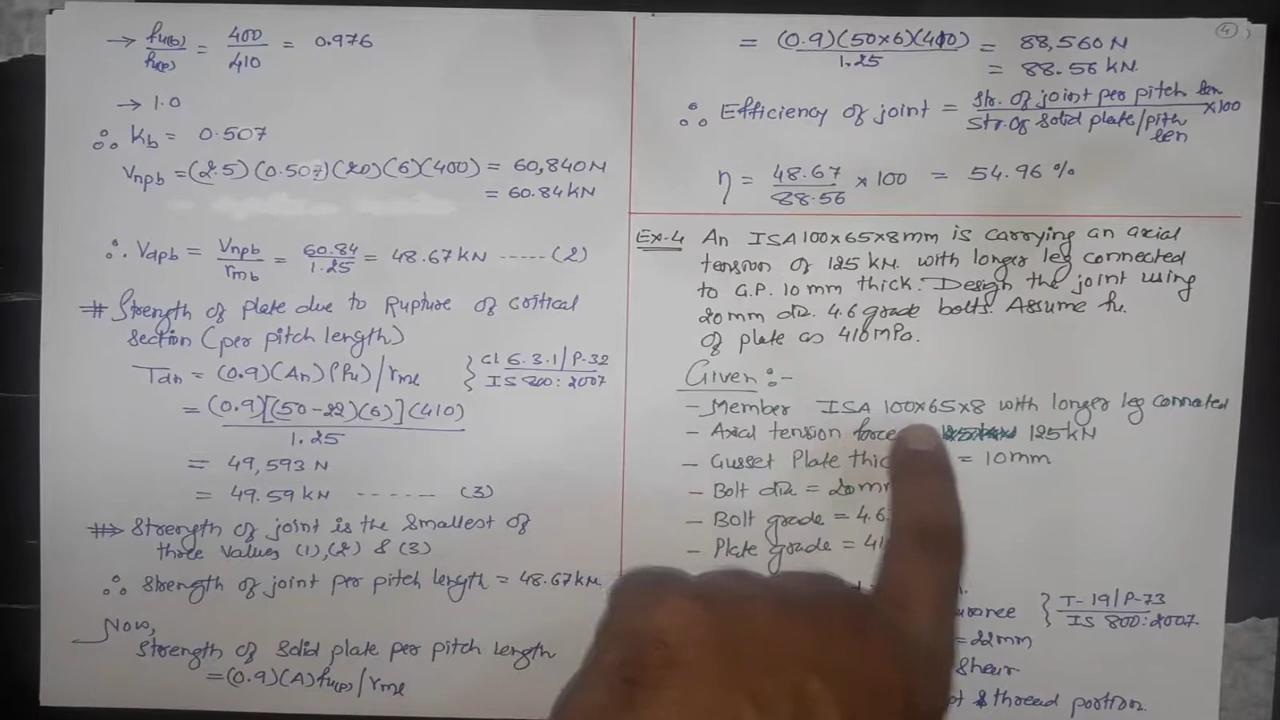 → fu(b)/fu(p) = 400/410 = 0.976
→ 1.0
∴ Kb = 0.507
Vnpb = (2.5) (0.507) (20) (6) (400) = 60,840 N
= 60.84 kN
∴ Vdpb = Vnpb/rmb = 60.84/1.25 = 48.67 kN ----- (2)
# Strength of plate due to Rupture of critical
section (per pitch length)
Tdn = (0.9) (An) (fu) / rme } Cl 6.3.1/P-32
IS 800:2007
= (0.9)[(50-22)(6)](410)
1.25
= 49,593 N
= 49.59 kN ------ (3)
⇒ Strength of joint is the smallest of
three values (1), (2) & (3)
∴ Strength of joint per pitch length = 48.67 kN.
Now,
Strength of solid plate per pitch length
= (0.9) (A) fu(p) / rme
4
= (0.9)(50×6)(410)/1.25 = 88,560 N
= 88.56 kN.
∴ Efficiency of joint = Str. of joint per pitch len ×100
Str. of solid plate/pith
len
η = 48.67/88.56 × 100 = 54.96 %
Ex-4 An ISA 100×65×8mm is carrying an axial
tension of 125 kN. with longer leg connected
to G.P. 10 mm thick. Design the joint using
20mm dia. 4.6 grade bolts. Assume fu.
of plate as 410 MPa.
Given :-
- Member ISA 100×65×8 with longer leg connected
- Axial tension force 125 kN
- Gusset Plate = 10mm
- Bolt dia = 20mm
- Bolt grade = 4.6
- Plate grade =
} T-19/P-73
IS 800:2007.
= 22mm
Shear
& thread portion.